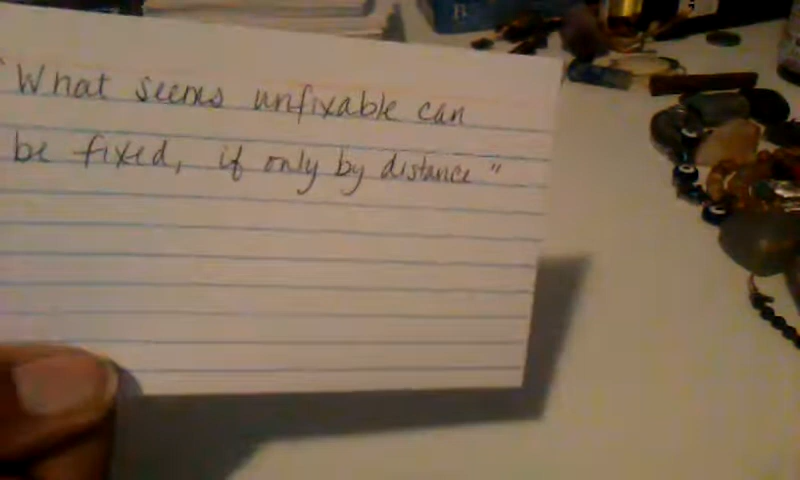 "What seems unfixable can
be fixed, if only by distance"
B